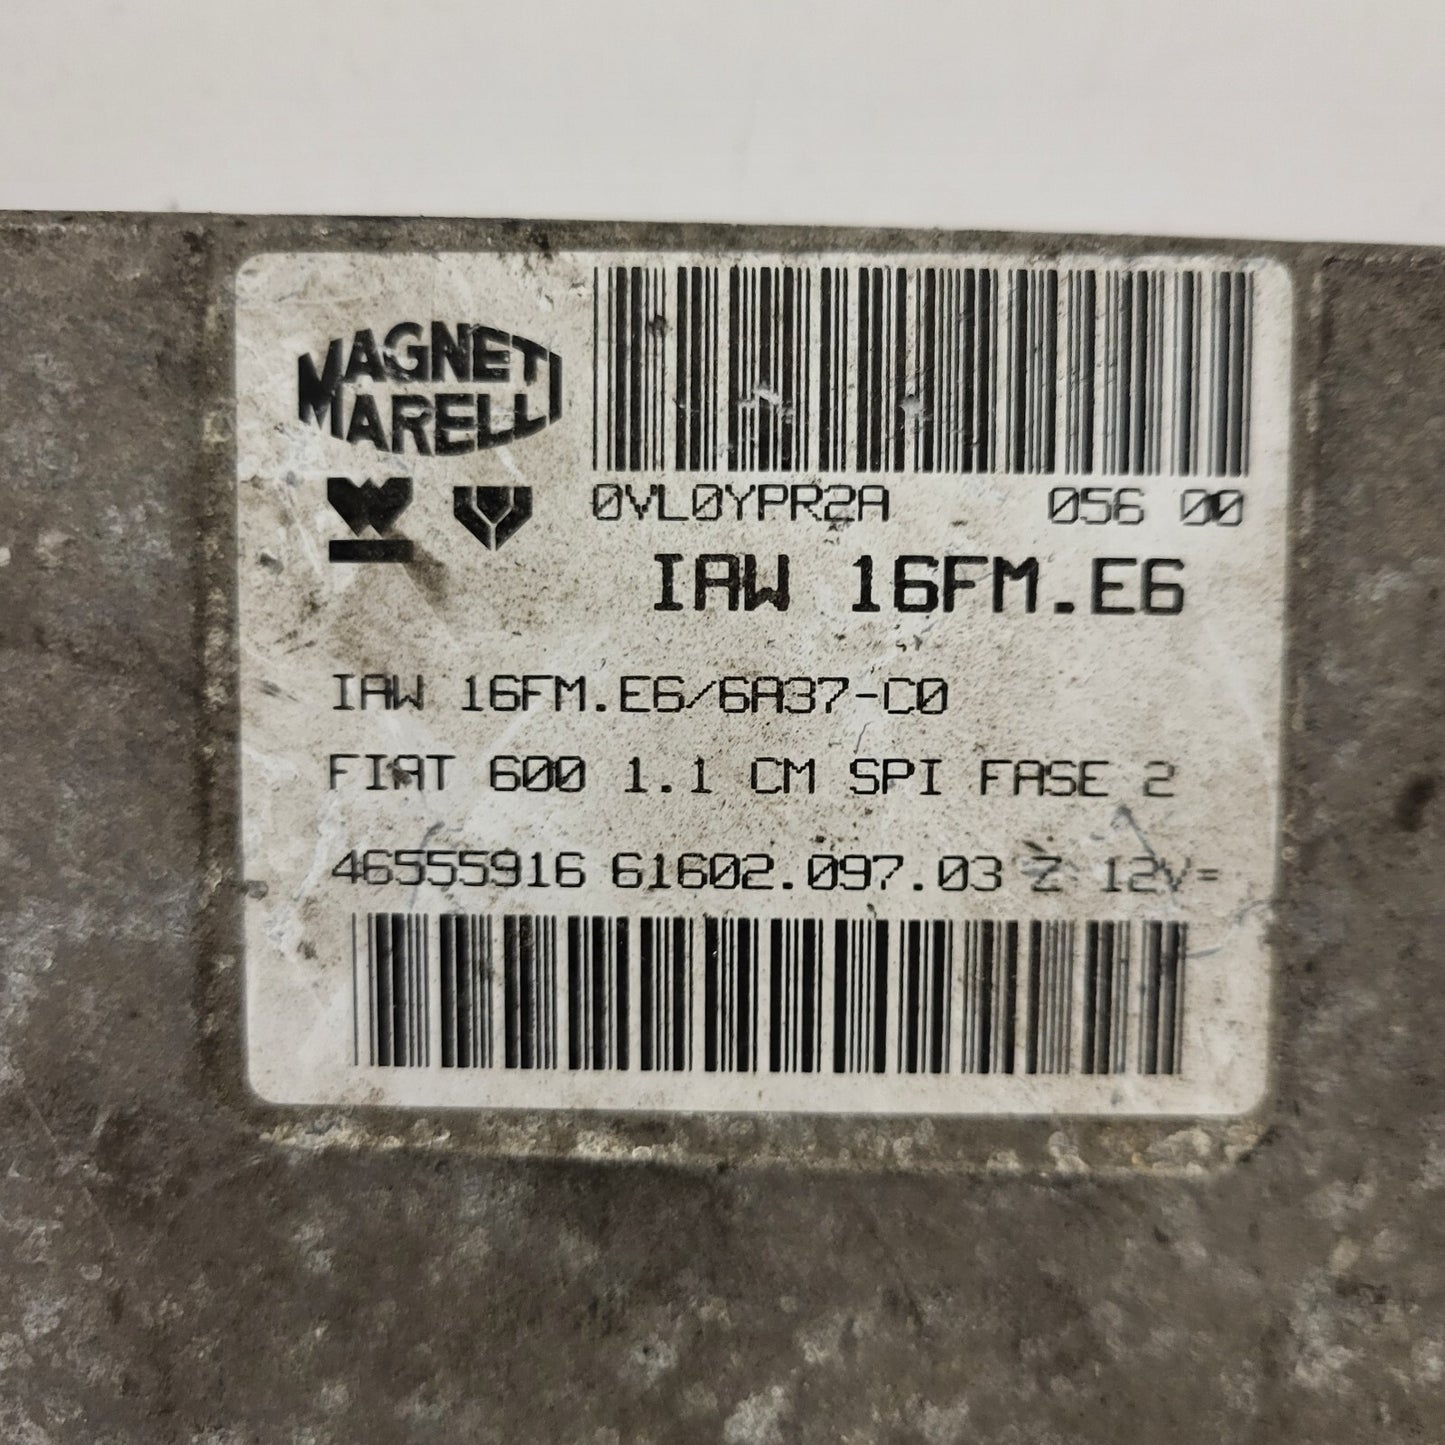 MAGNETI
MARELLI
0VL0YPR2A 056 00
IAW 16FM.E6
IAW 16FM.E6/6A37-C0
FIAT 600 1.1 CM SPI FASE 2
46555916 61602.097.03 Z 12V=